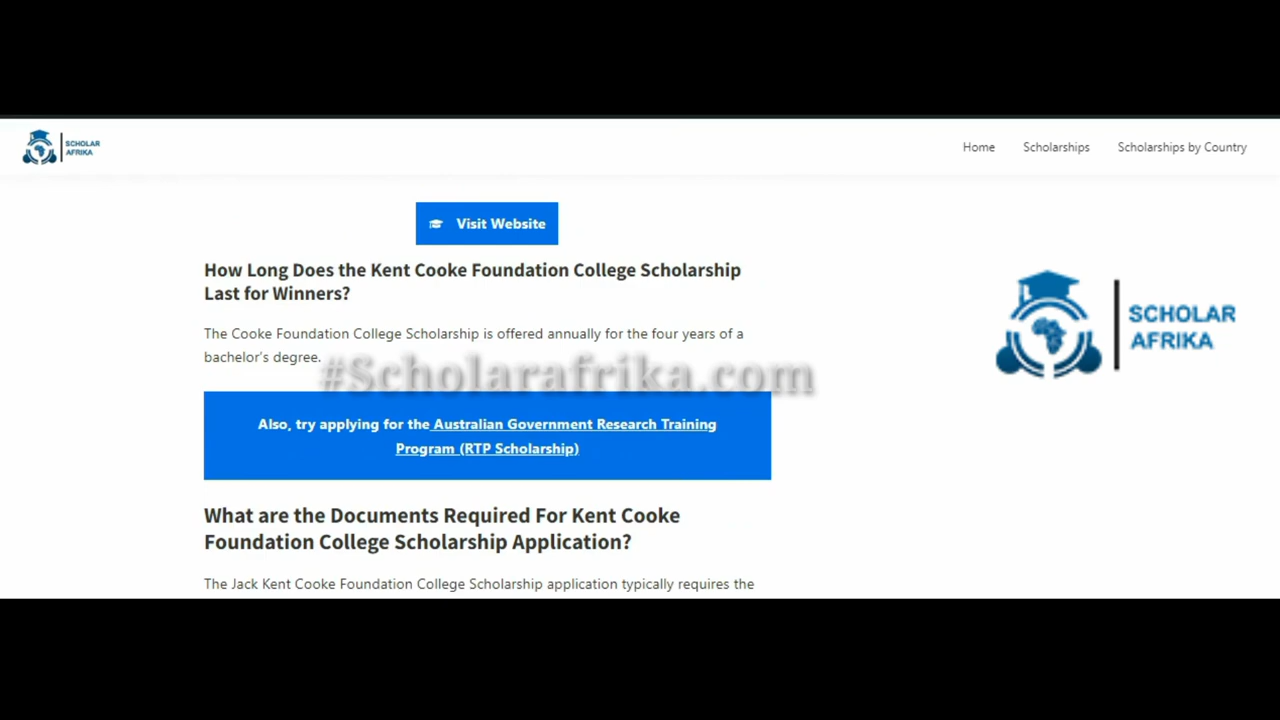 SCHOLAR
AFRIKA
Home
Scholarships
Scholarships by Country
Visit Website
How Long Does the Kent Cooke Foundation College Scholarship
Last for Winners?
The Cooke Foundation College Scholarship is offered annually for the four years of a
bachelor's degree.
#Scholarafrika.com
Also, try applying for the Australian Government Research Training
Program (RTP Scholarship)
What are the Documents Required For Kent Cooke
Foundation College Scholarship Application?
The Jack Kent Cooke Foundation College Scholarship application typically requires the
SCHOLAR
AFRIKA